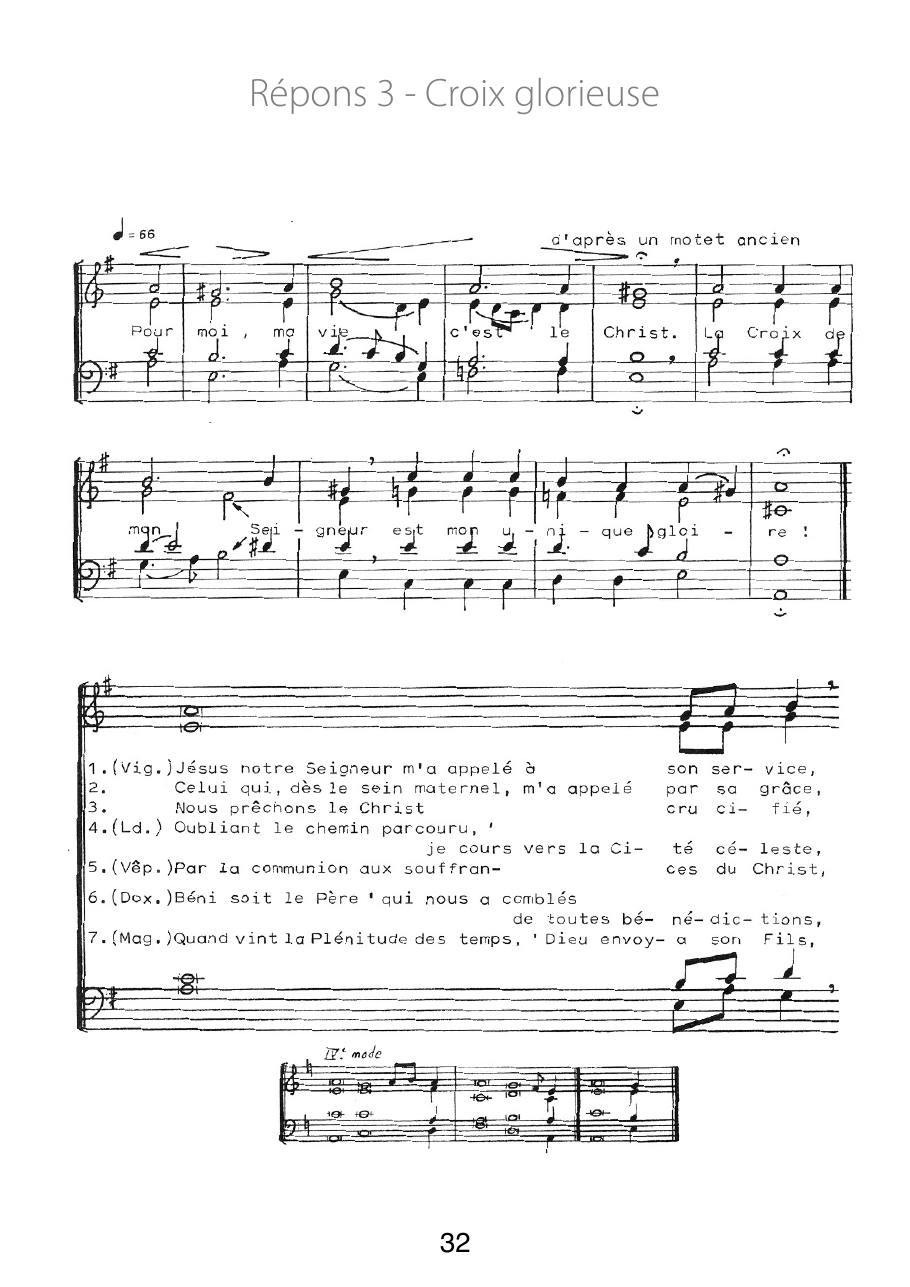 Répons 3 - Croix glorieuse
♩ = 66
d'après un motet ancien
Pour moi, ma vie c'est le Christ. La Croix de
mon Sei - gneur est mon u - ni - que gloi - re !
1.(Vig.) Jésus notre Seigneur m'a appelé à son ser- vice,
2. Celui qui, dès le sein maternel, m'a appelé par sa grâce,
3. Nous prêchons le Christ cru ci- fié,
4.(Ld.) Oubliant le chemin parcouru, '
je cours vers la Ci- té cé- leste,
5.(Vêp.) Par la communion aux souffran- ces du Christ,
6.(Dox.) Béni soit le Père ' qui nous a comblés
de toutes bé- né- dic- tions,
7.(Mag.) Quand vint la Plénitude des temps, ' Dieu envoy- a son Fils,
IVe mode
32